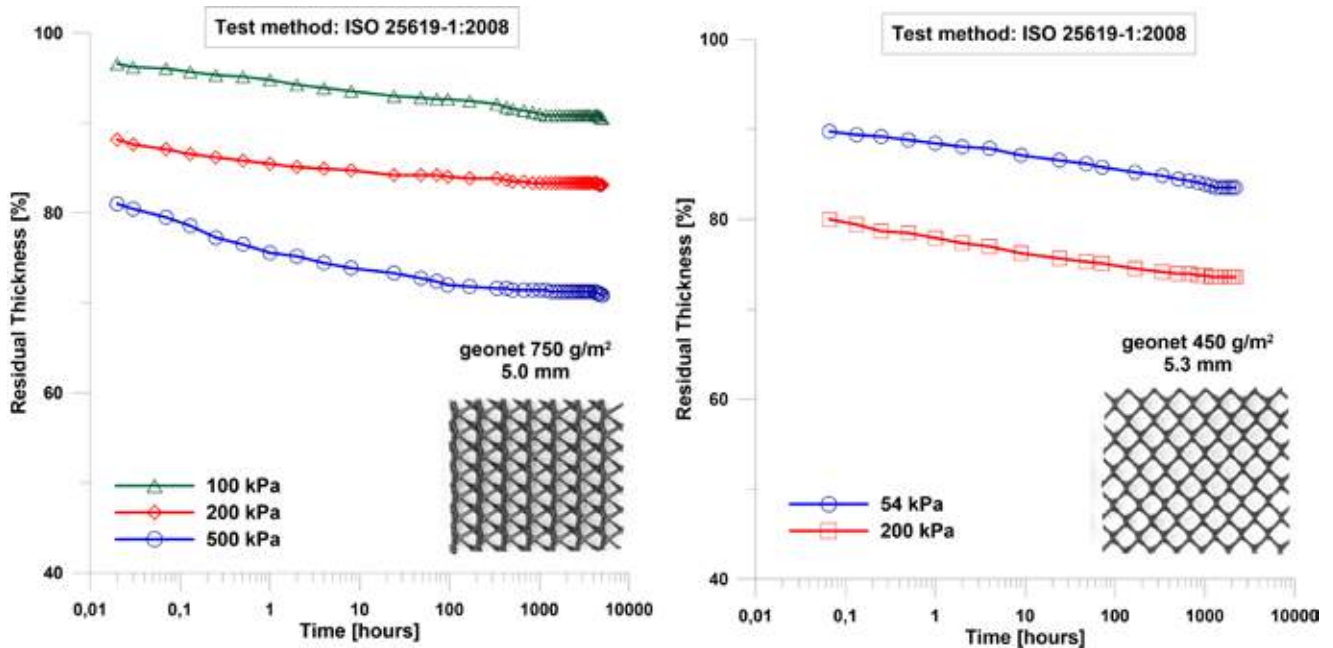 Test method: ISO 25619-1:2008
100
80
60
40
Residual Thickness [%]
geonet 750 g/m²
5.0 mm
100 kPa
200 kPa
500 kPa
0,01 0,1 1 10 100 1000 10000
Time [hours]
Test method: ISO 25619-1:2008
100
80
60
40
Residual Thickness [%]
geonet 450 g/m²
5.3 mm
54 kPa
200 kPa
0,01 0,1 1 10 100 1000 10000
Time [hours]